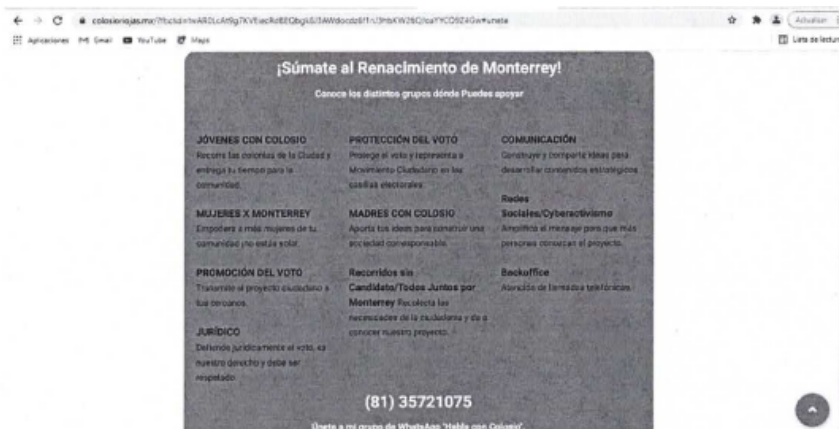 colosioriojas.mx
Actualizar
Aplicaciones Gmail YouTube Maps
Lista de lectura
¡Súmate al Renacimiento de Monterrey!
Conoce los distintos grupos dónde Puedes apoyar
JÓVENES CON COLOSIO
Recorre las colonias de la Ciudad y
entrega tu tiempo para la
comunidad.
MUJERES X MONTERREY
Empodera a más mujeres de tu
comunidad ¡no estás sola!
PROMOCIÓN DEL VOTO
Transmite el proyecto ciudadano a
tus cercanos.
JURÍDICO
Defiende jurídicamente el voto, es
nuestro derecho y debe ser
respetado.
PROTECCIÓN DEL VOTO
Protege el voto y representa a
Movimiento Ciudadano en las
casillas electorales.
MADRES CON COLOSIO
Aporta tus ideas para construir una
sociedad corresponsable.
Recorridos sin
Candidato/Todos Juntos por
Monterrey Recolecta las
necesidades de la ciudadanía y da a
conocer nuestro proyecto.
COMUNICACIÓN
Construye y comparte ideas para
desarrollar contenidos estratégicos
Redes
Sociales/Cyberactivismo
Amplifica el mensaje para que más
personas conozcan el proyecto.
Backoffice
Atención de llamadas telefónicas.
(81) 35721075
Únete a mi grupo de WhatsApp "Habla con Colosio".